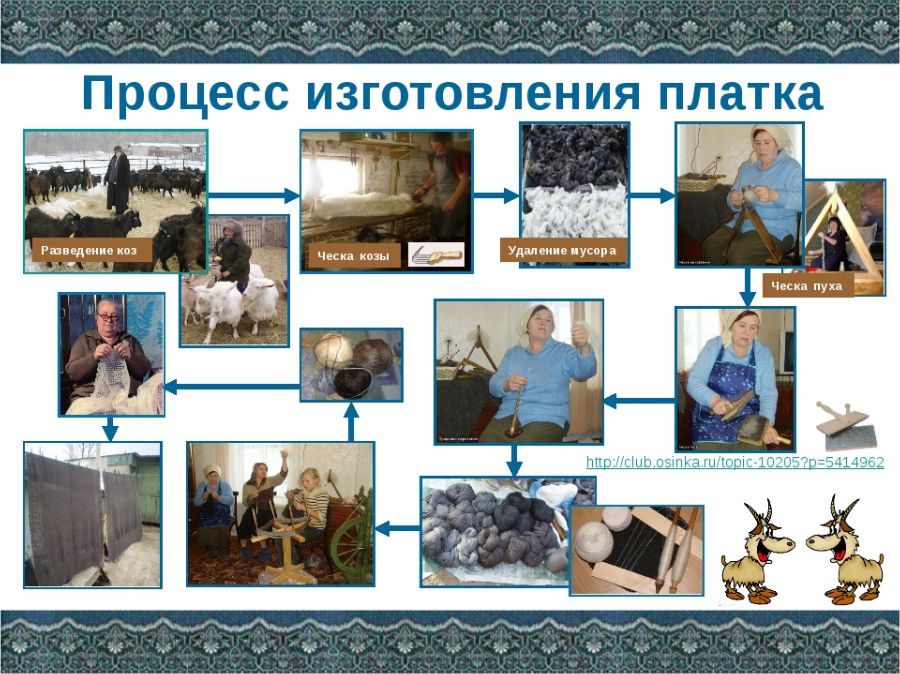 Процесс изготовления платка
Разведение коз
Ческа козы
Удаление мусора
Ческа пуха
http://club.osinka.ru/topic-10205?p=5414962